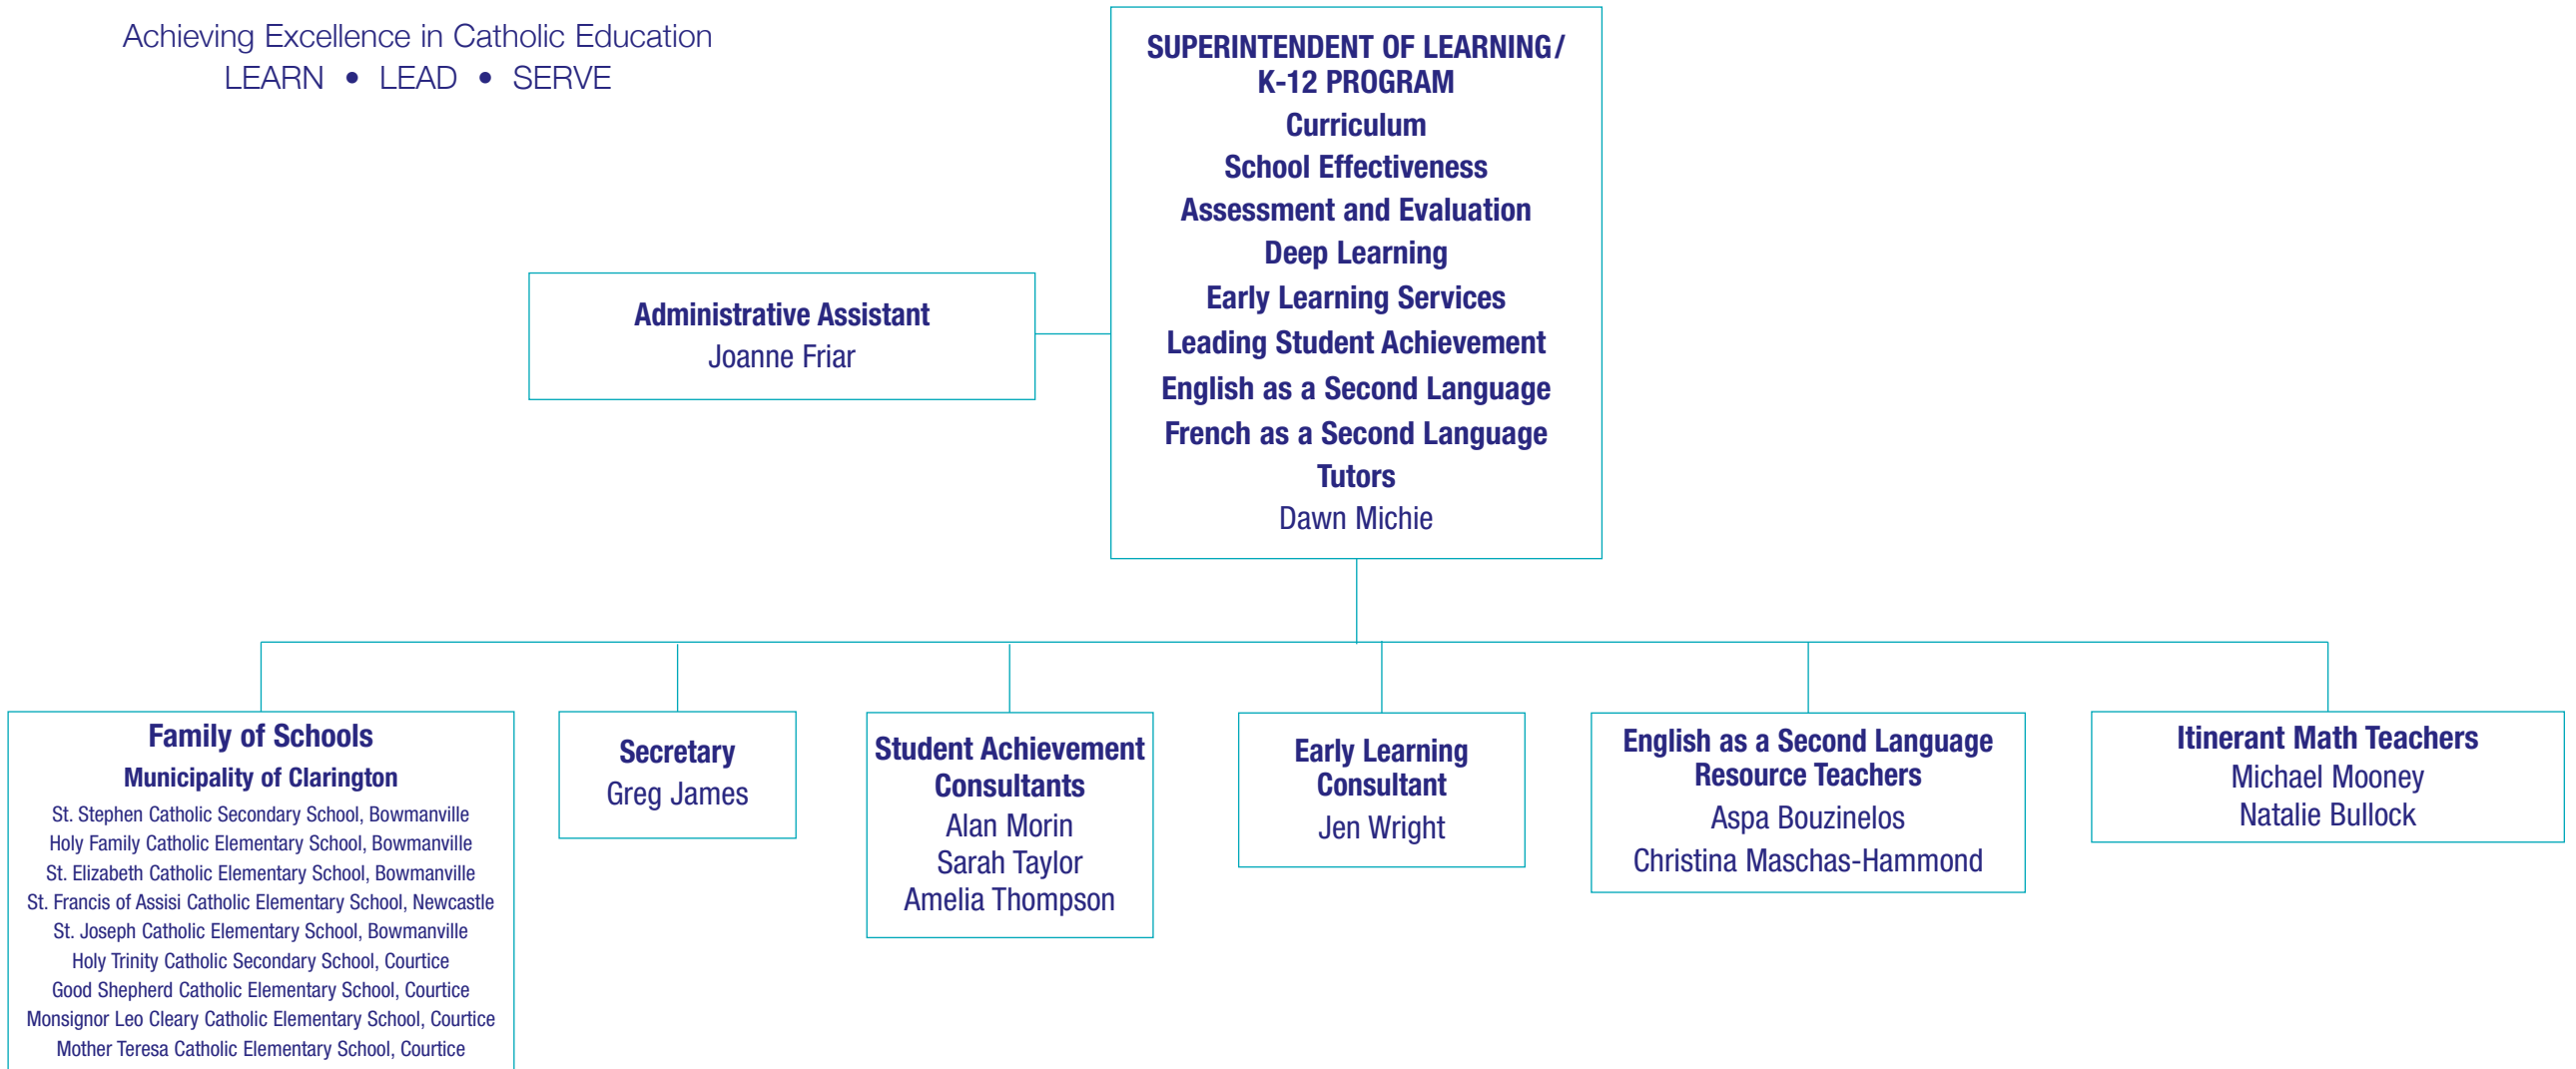 Achieving Excellence in Catholic Education
LEARN • LEAD • SERVE
SUPERINTENDENT OF LEARNING/
K-12 PROGRAM
Curriculum
School Effectiveness
Assessment and Evaluation
Deep Learning
Early Learning Services
Leading Student Achievement
English as a Second Language
French as a Second Language
Tutors
Dawn Michie
Administrative Assistant
Joanne Friar
Family of Schools
Municipality of Clarington
St. Stephen Catholic Secondary School, Bowmanville
Holy Family Catholic Elementary School, Bowmanville
St. Elizabeth Catholic Elementary School, Bowmanville
St. Francis of Assisi Catholic Elementary School, Newcastle
St. Joseph Catholic Elementary School, Bowmanville
Holy Trinity Catholic Secondary School, Courtice
Good Shepherd Catholic Elementary School, Courtice
Monsignor Leo Cleary Catholic Elementary School, Courtice
Mother Teresa Catholic Elementary School, Courtice
Secretary
Greg James
Student Achievement
Consultants
Alan Morin
Sarah Taylor
Amelia Thompson
Early Learning
Consultant
Jen Wright
English as a Second Language
Resource Teachers
Aspa Bouzinelos
Christina Maschas-Hammond
Itinerant Math Teachers
Michael Mooney
Natalie Bullock